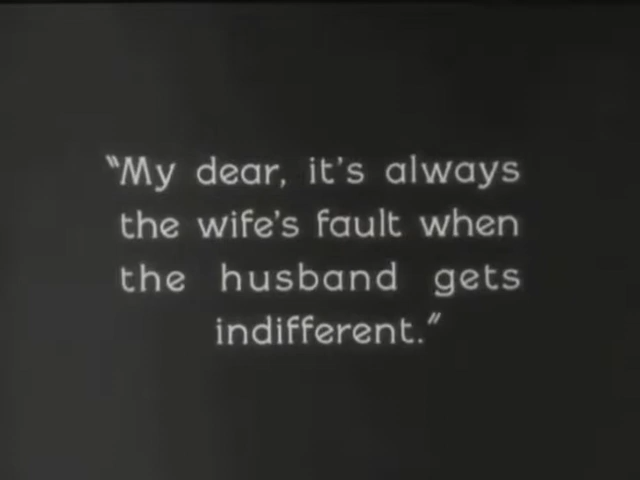 “My dear, it's always
the wife's fault when
the husband gets
indifferent.”